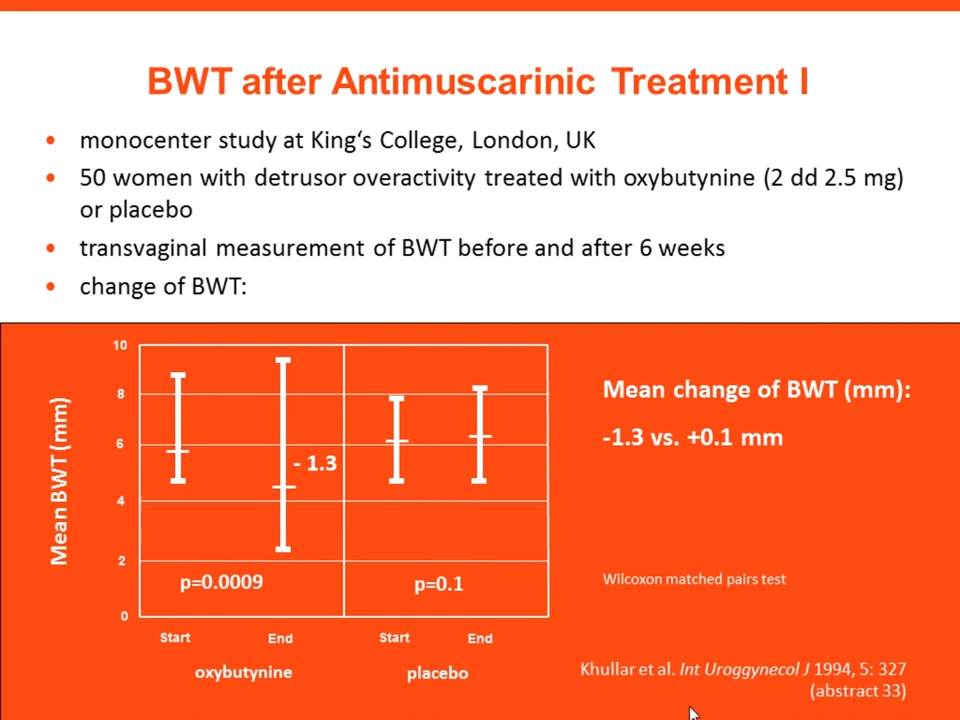 BWT after Antimuscarinic Treatment I
• monocenter study at King‘s College, London, UK
• 50 women with detrusor overactivity treated with oxybutynine (2 dd 2.5 mg)
or placebo
• transvaginal measurement of BWT before and after 6 weeks
• change of BWT:
Mean BWT (mm)
10
8
6
4
2
0
- 1.3
p=0.0009
p=0.1
Start
End
Start
End
oxybutynine
placebo
Mean change of BWT (mm):
-1.3 vs. +0.1 mm
Wilcoxon matched pairs test
Khullar et al. Int Uroggynecol J 1994, 5: 327
(abstract 33)